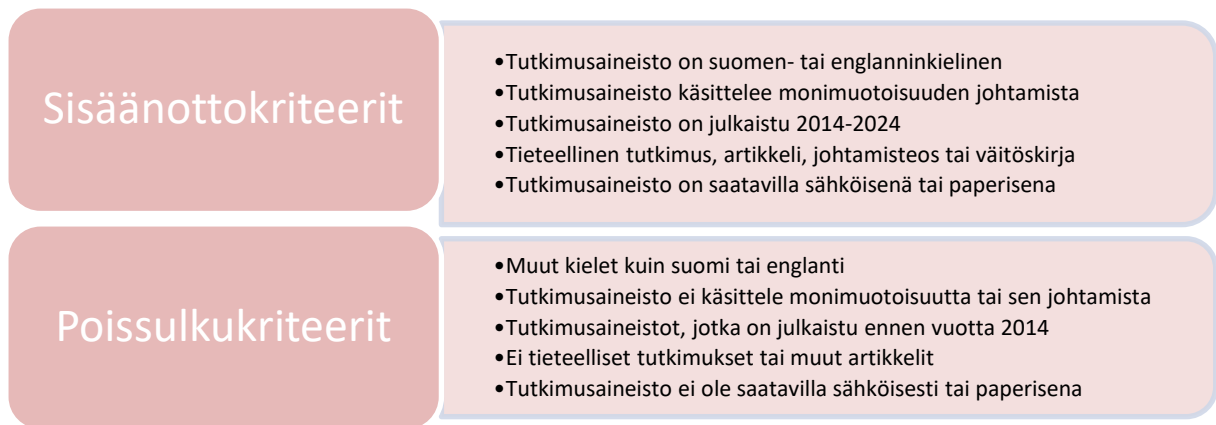 Sisäänottokriteerit
•Tutkimusaineisto on suomen- tai englanninkielinen
•Tutkimusaineisto käsittelee monimuotoisuuden johtamista
•Tutkimusaineisto on julkaistu 2014-2024
•Tieteellinen tutkimus, artikkeli, johtamisteos tai väitöskirja
•Tutkimusaineisto on saatavilla sähköisenä tai paperisena
Poissulkukriteerit
•Muut kielet kuin suomi tai englanti
•Tutkimusaineisto ei käsittele monimuotoisuutta tai sen johtamista
•Tutkimusaineistot, jotka on julkaistu ennen vuotta 2014
•Ei tieteelliset tutkimukset tai muut artikkelit
•Tutkimusaineisto ei ole saatavilla sähköisesti tai paperisena